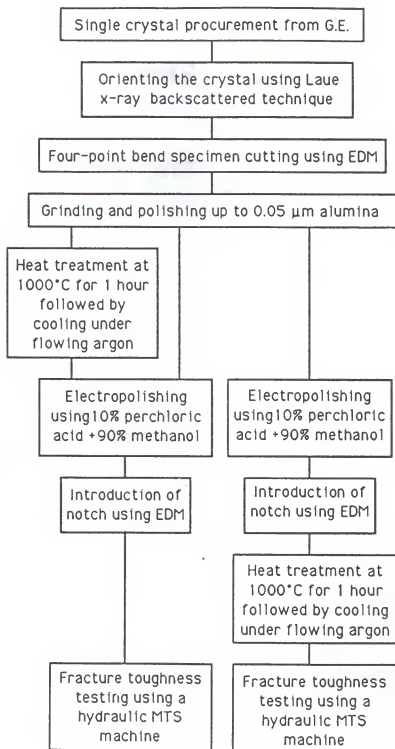 Single crystal procurement from G.E.
Orienting the crystal using Laue
x-ray backscattered technique
Four-point bend specimen cutting using EDM
Grinding and polishing up to 0.05 µm alumina
Heat treatment at
1000°C for 1 hour
followed by
cooling under
flowing argon
Electropolishing
using10% perchloric
acid +90% methanol
Introduction of
notch using EDM
Fracture toughness
testing using a
hydraulic MTS
machine
Electropolishing
using10% perchloric
acid +90% methanol
Introduction of
notch using EDM
Heat treatment at
1000°C for 1 hour
followed by cooling
under flowing argon
Fracture toughness
testing using a
hydraulic MTS
machine